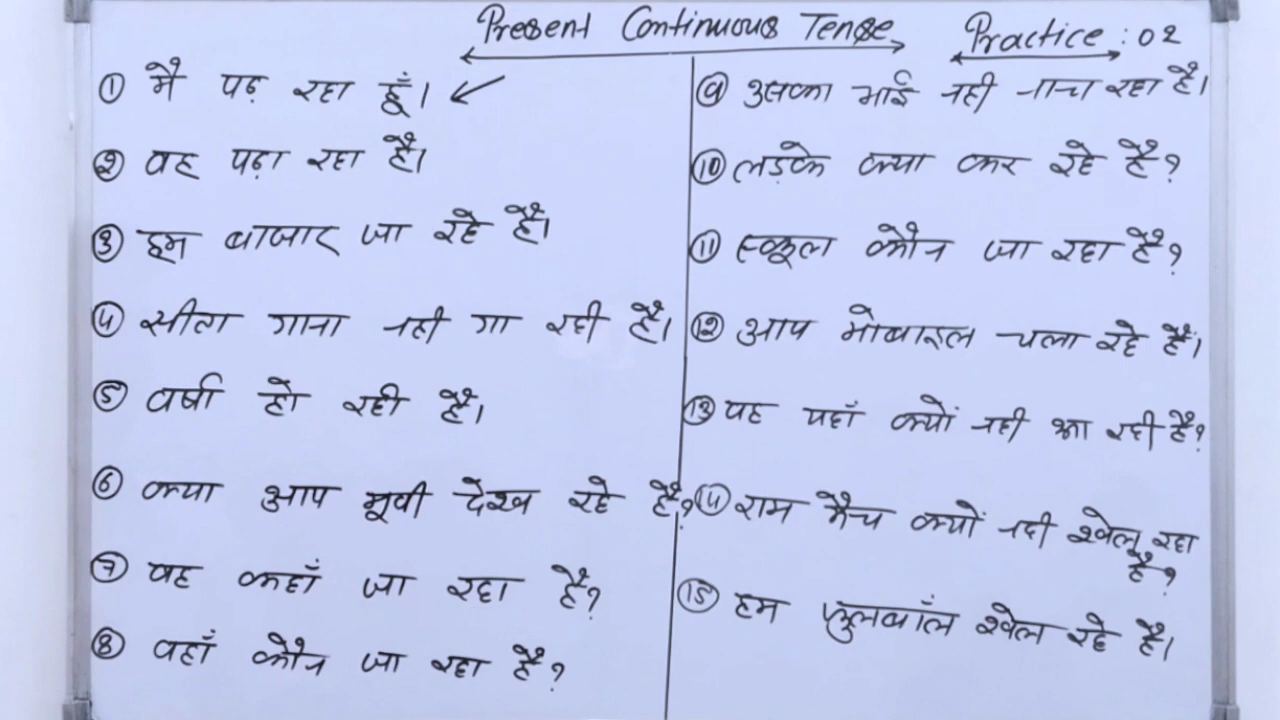 Present Continuous Tense
Practice : 02
① मै पढ़ रहा हूँ।
② वह पढ़ा रहा है।
③ हम बाजार जा रहे हैं।
④ सीता गाना नही गा रही है।
⑤ वर्षा हो रही है।
⑥ क्या आप मूवी देख रहे हैं?
⑦ वह कहाँ जा रहा है?
⑧ वहाँ कौन जा रहा है?
⑨ उसका भाई नही नाच रहा है।
⑩ लड़के क्या कर रहे है?
⑪ स्कूल कौन जा रहा है?
⑫ आप मोबाइल चला रहे हैं।
⑬ वह यहाँ क्यों नही आ रही है?
⑭ राम मैच क्यों नही खेल रहा
है?
⑮ हम फुलबॉल खेल रहे है।